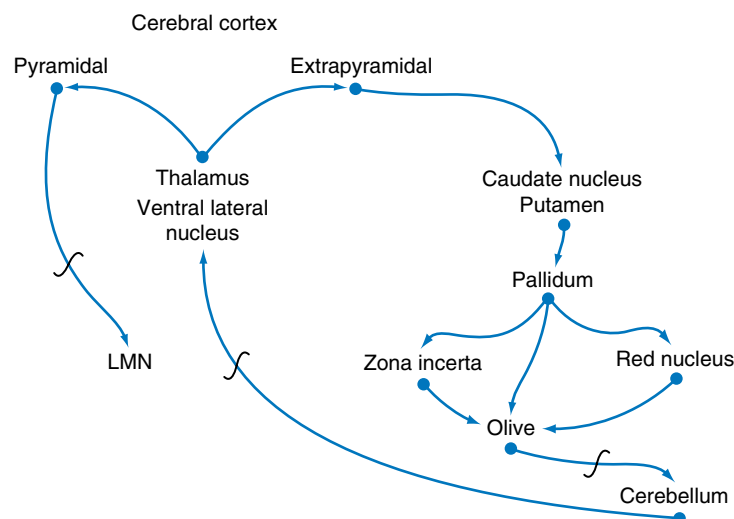 Cerebral cortex
Pyramidal
Extrapyramidal
Thalamus
Ventral lateral
nucleus
Caudate nucleus
Putamen
Pallidum
LMN
Zona incerta
Red nucleus
Olive
Cerebellum